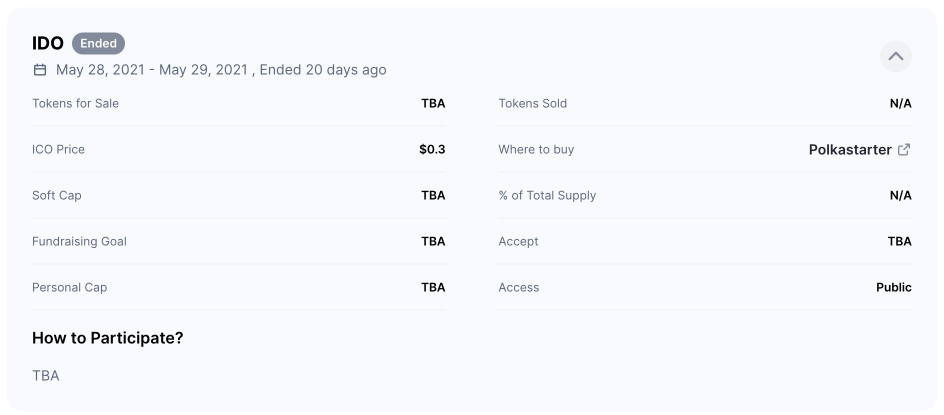 IDO Ended
May 28, 2021 - May 29, 2021 , Ended 20 days ago
Tokens for Sale TBA
Tokens Sold N/A
ICO Price $0.3
Where to buy Polkastarter
Soft Cap TBA
% of Total Supply N/A
Fundraising Goal TBA
Accept TBA
Personal Cap TBA
Access Public
How to Participate?
TBA